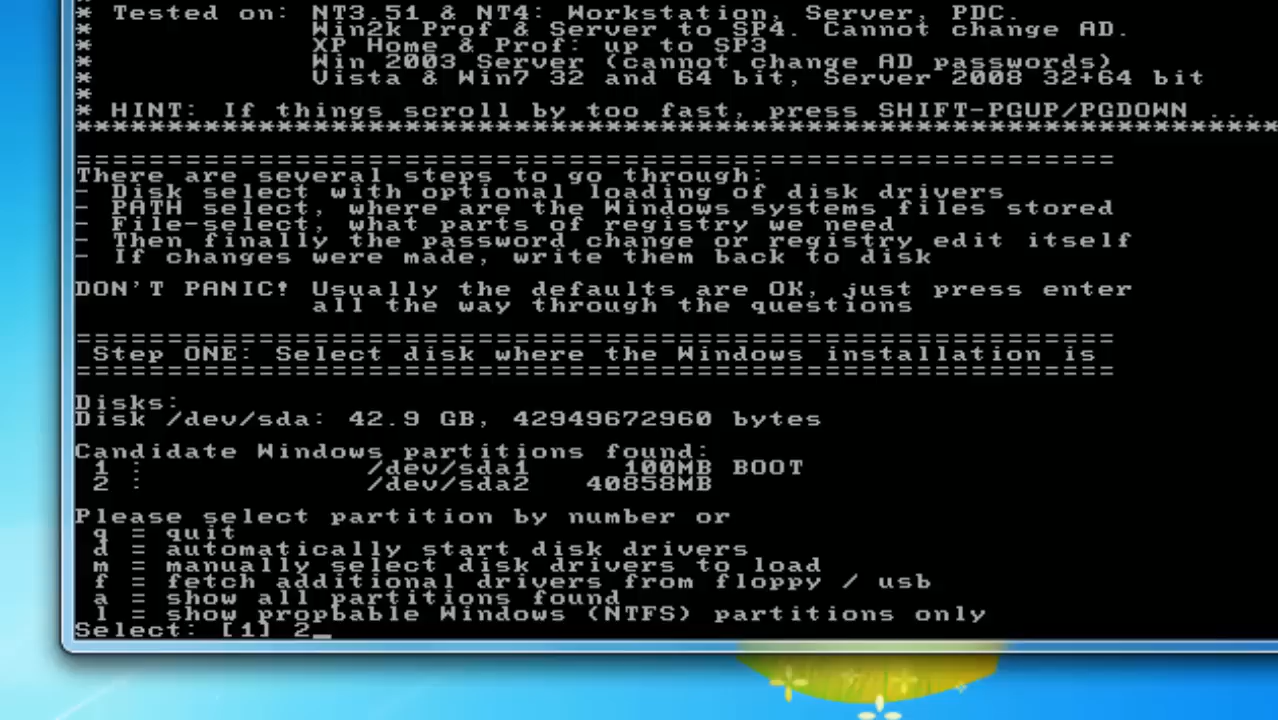 * Tested on: NT3.51 & NT4: Workstation, Server, PDC.
* Win2k Prof & Server to SP4. Cannot change AD.
* XP Home & Prof: up to SP3
* Win 2003 Server (cannot change AD passwords)
* Vista & Win7 32 and 64 bit, Server 2008 32+64 bit
*
* HINT: If things scroll by too fast, press SHIFT-PGUP/PGDOWN ...
******************************************************************
=========================================================
There are several steps to go through:
- Disk select with optional loading of disk drivers
- PATH select, where are the Windows systems files stored
- File-select, what parts of registry we need
- Then finally the password change or registry edit itself
- If changes were made, write them back to disk
DON'T PANIC! Usually the defaults are OK, just press enter
all the way through the questions
=========================================================
Step ONE: Select disk where the Windows installation is
=========================================================
Disks:
Disk /dev/sda: 42.9 GB, 42949672960 bytes
Candidate Windows partitions found:
1 : /dev/sda1 100MB BOOT
2 : /dev/sda2 40858MB
Please select partition by number or
q = quit
d = automatically start disk drivers
m = manually select disk drivers to load
f = fetch additional drivers from floppy / usb
a = show all partitions found
l = show propbable Windows (NTFS) partitions only
Select: [1] 2_